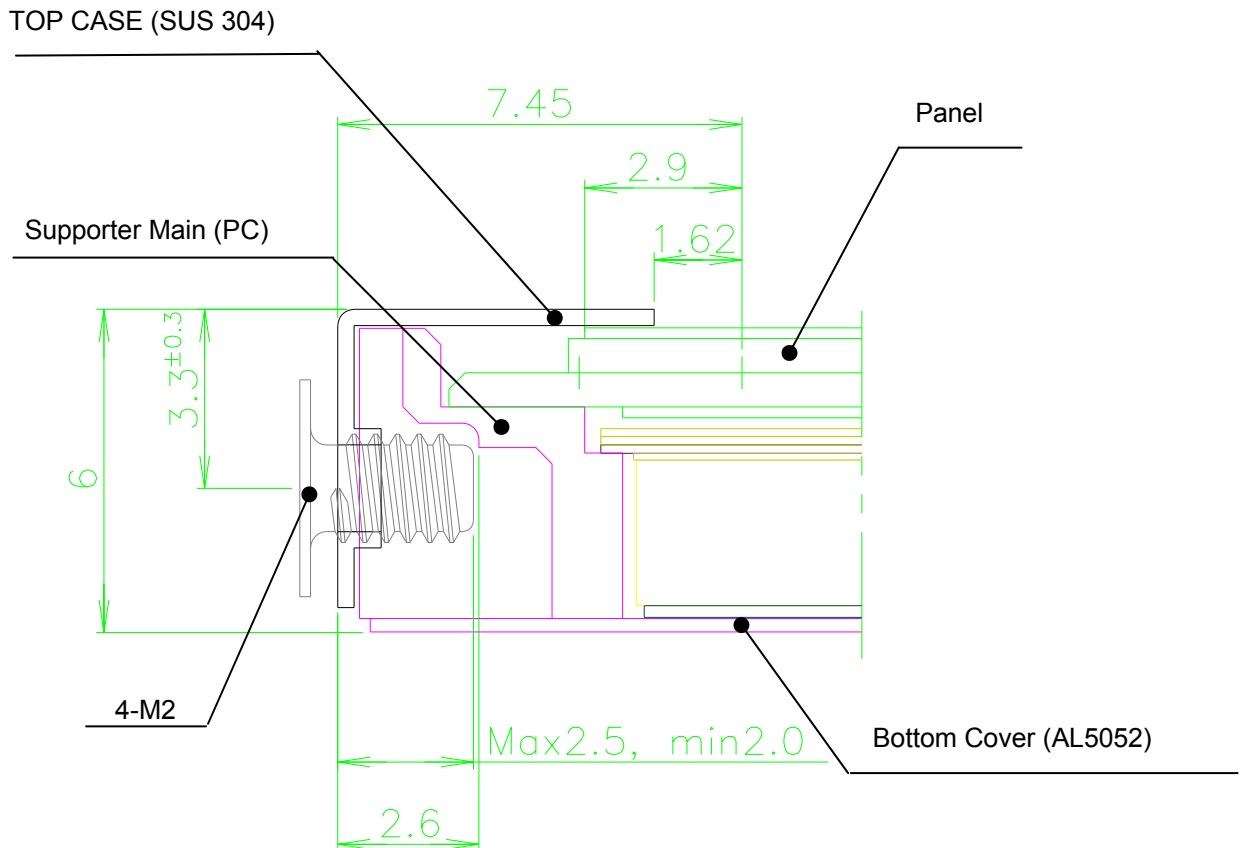 TOP CASE (SUS 304)
7.45
Panel
2.9
Supporter Main (PC)
1.62
3.3±0.3
6
4-M2
Max2.5, min2.0
Bottom Cover (AL5052)
2.6